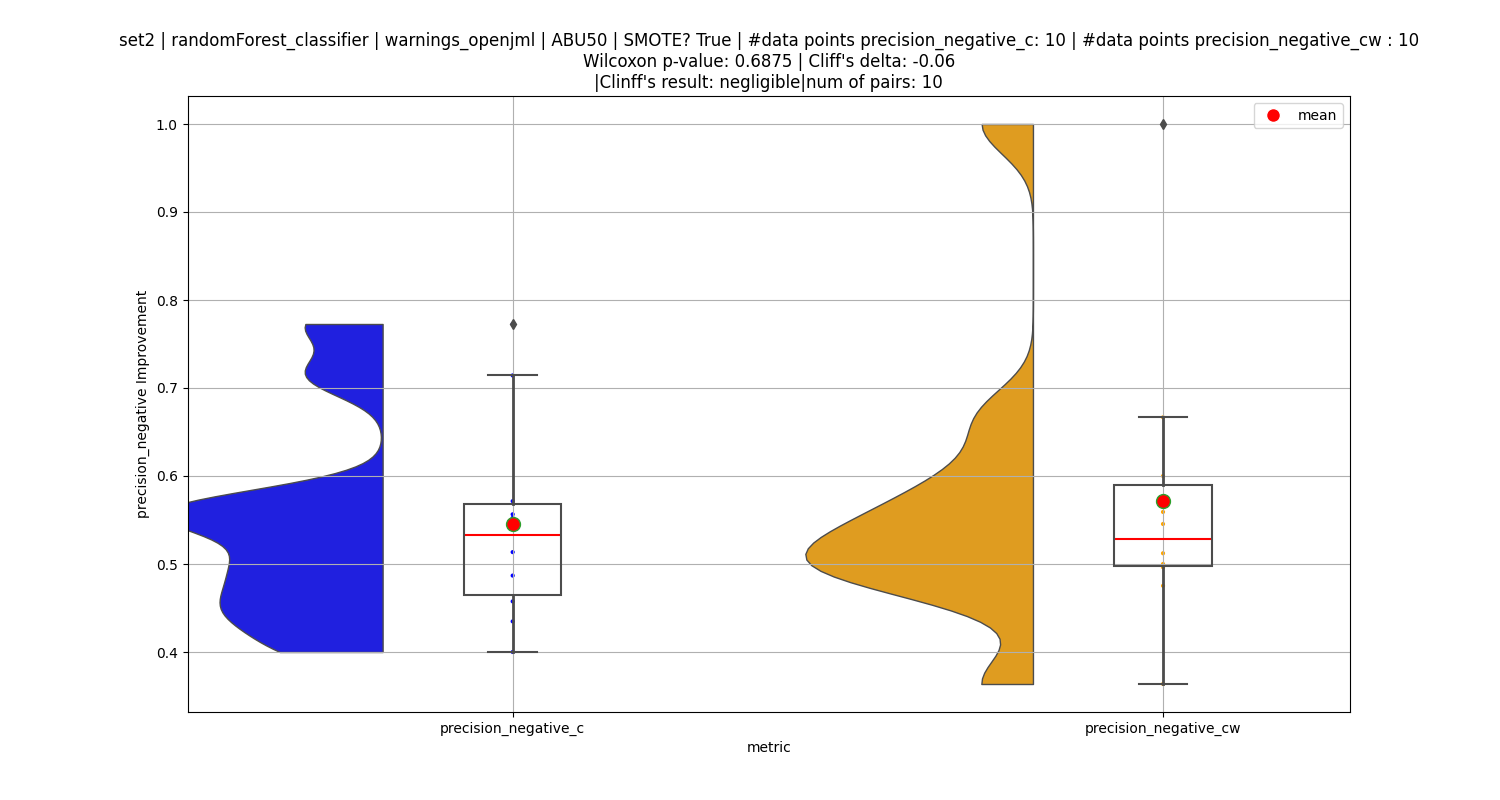 set2 | randomForest_classifier | warnings_openjml | ABU50 | SMOTE? True | #data points precision_negative_c: 10 | #data points precision_negative_cw : 10
Wilcoxon p-value: 0.6875 | Cliff's delta: -0.06
|Clinff's result: negligible|num of pairs: 10
mean
1.0
0.9
0.8
0.7
0.6
0.5
0.4
precision_negative Improvement
precision_negative_c
precision_negative_cw
metric